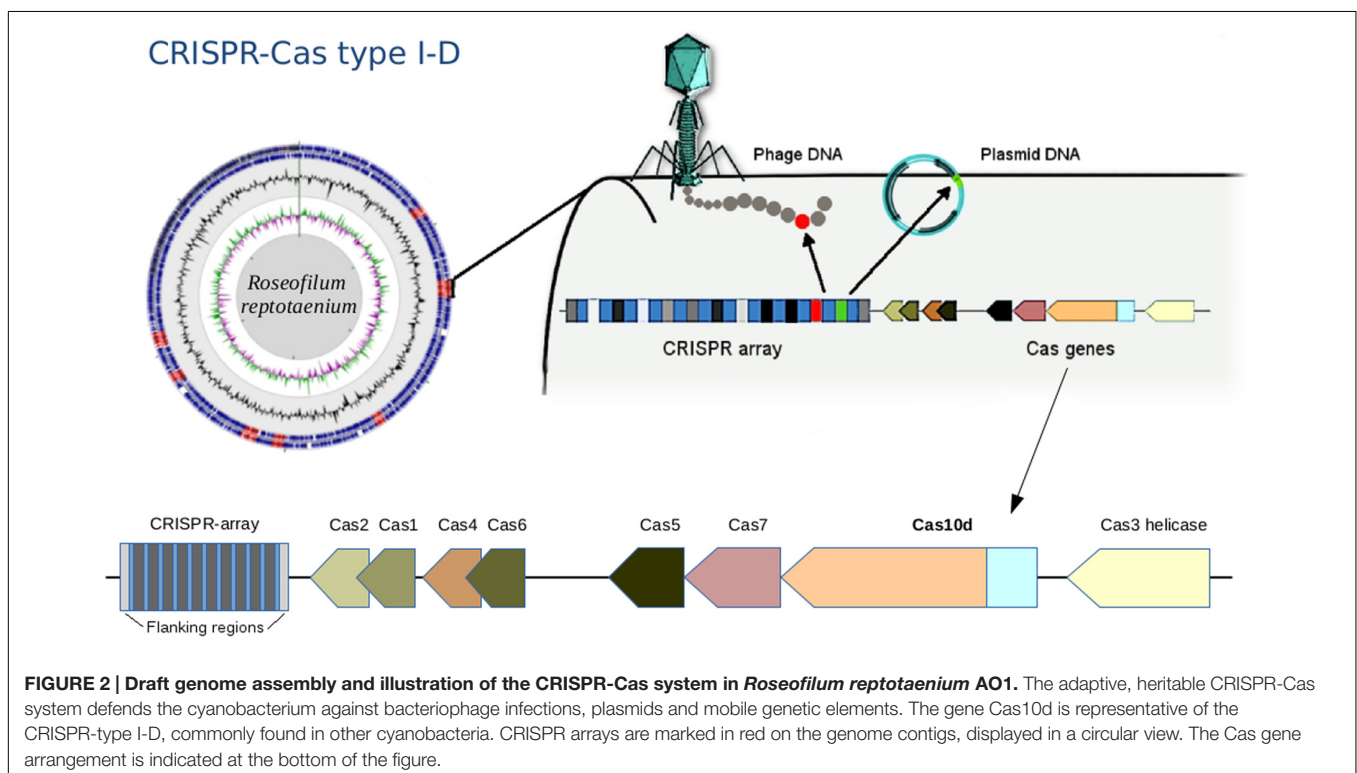 CRISPR-Cas type I-D
Phage DNA
Plasmid DNA
Roseofilum
reptotaenium
CRISPR array
Cas genes
CRISPR-array
Cas2
Cas1
Cas4
Cas6
Cas5
Cas7
Cas10d
Cas3 helicase
Flanking regions
FIGURE 2 | Draft genome assembly and illustration of the CRISPR-Cas system in Roseofilum reptotaenium AO1. The adaptive, heritable CRISPR-Cas
system defends the cyanobacterium against bacteriophage infections, plasmids and mobile genetic elements. The gene Cas10d is representative of the
CRISPR-type I-D, commonly found in other cyanobacteria. CRISPR arrays are marked in red on the genome contigs, displayed in a circular view. The Cas gene
arrangement is indicated at the bottom of the figure.